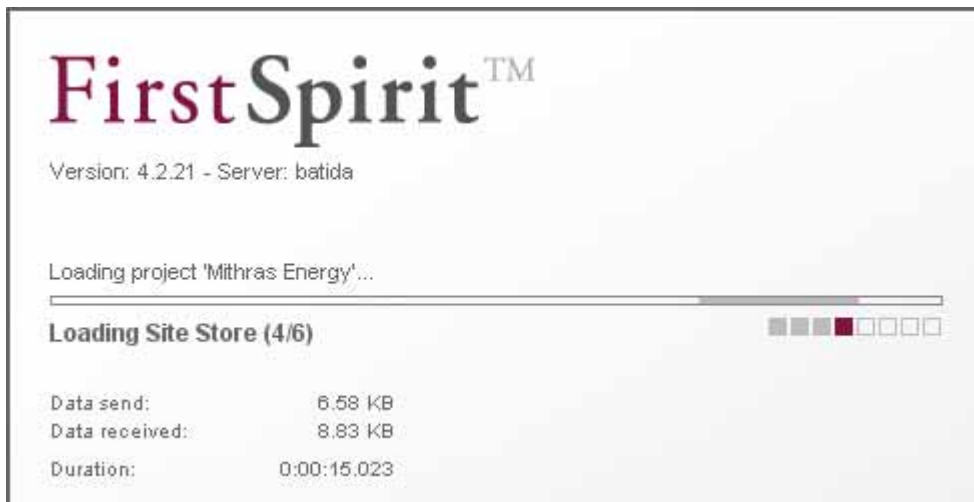 FirstSpirit™
Version: 4.2.21 - Server: batida
Loading project 'Mithras Energy'...
Loading Site Store (4/6)
Data send: 6.58 KB
Data received: 8.83 KB
Duration: 0:00:15.023